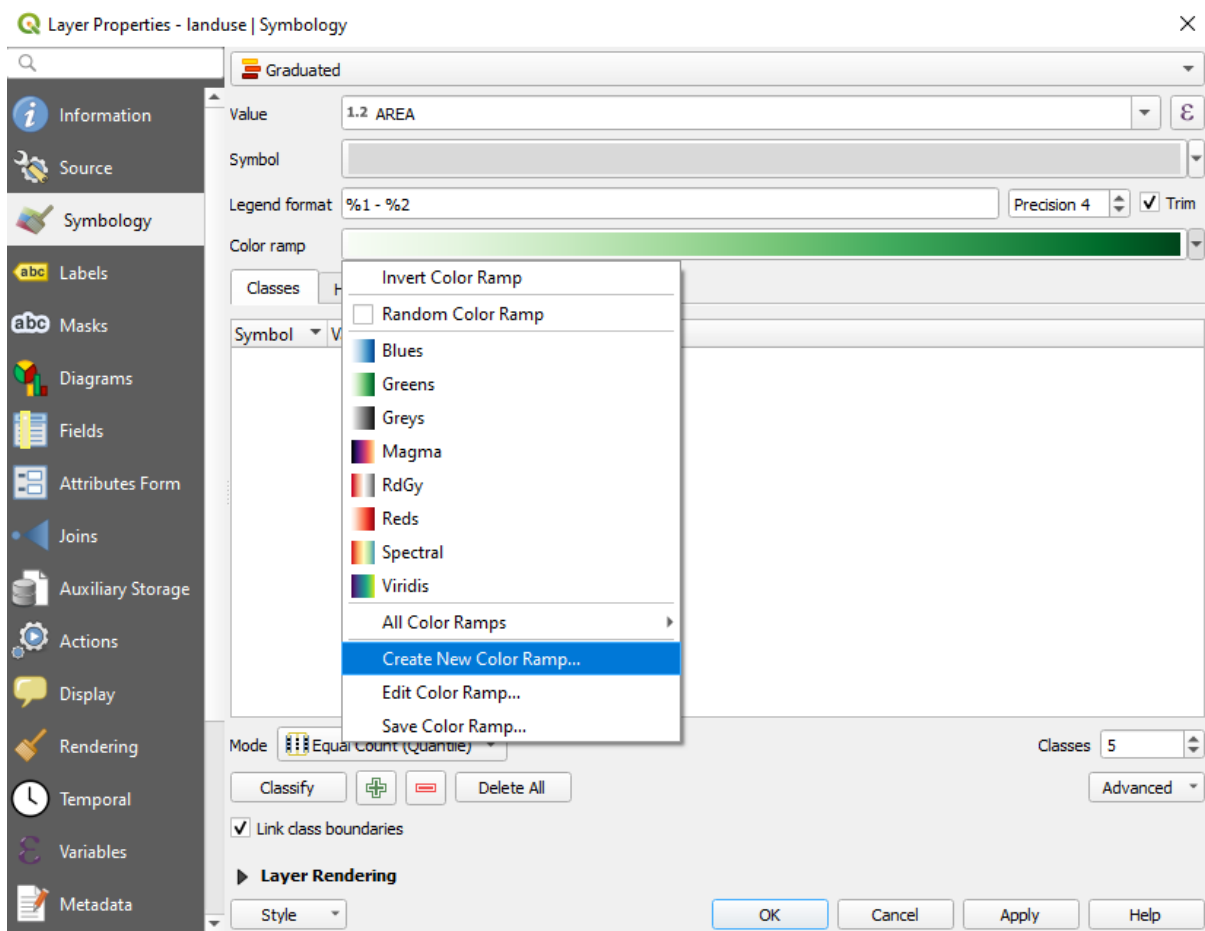 Layer Properties - landuse | Symbology
Graduated
Information
Value 1.2 AREA ε
Source
Symbol
Symbology
Legend format %1 - %2 Precision 4 Trim
Color ramp
abc Labels
Invert Color Ramp
Classes H
abc Masks
Random Color Ramp
Symbol V
Blues
Diagrams
Greens
Greys
Fields
Magma
Attributes Form
RdGy
Reds
Joins
Spectral
Auxiliary Storage
Viridis
All Color Ramps
Actions
Create New Color Ramp...
Display
Edit Color Ramp...
Save Color Ramp...
Rendering
Mode Equal Count (Quantile) Classes 5
Classify Delete All Advanced
Temporal
Link class boundaries
Variables
Layer Rendering
Metadata
Style OK Cancel Apply Help